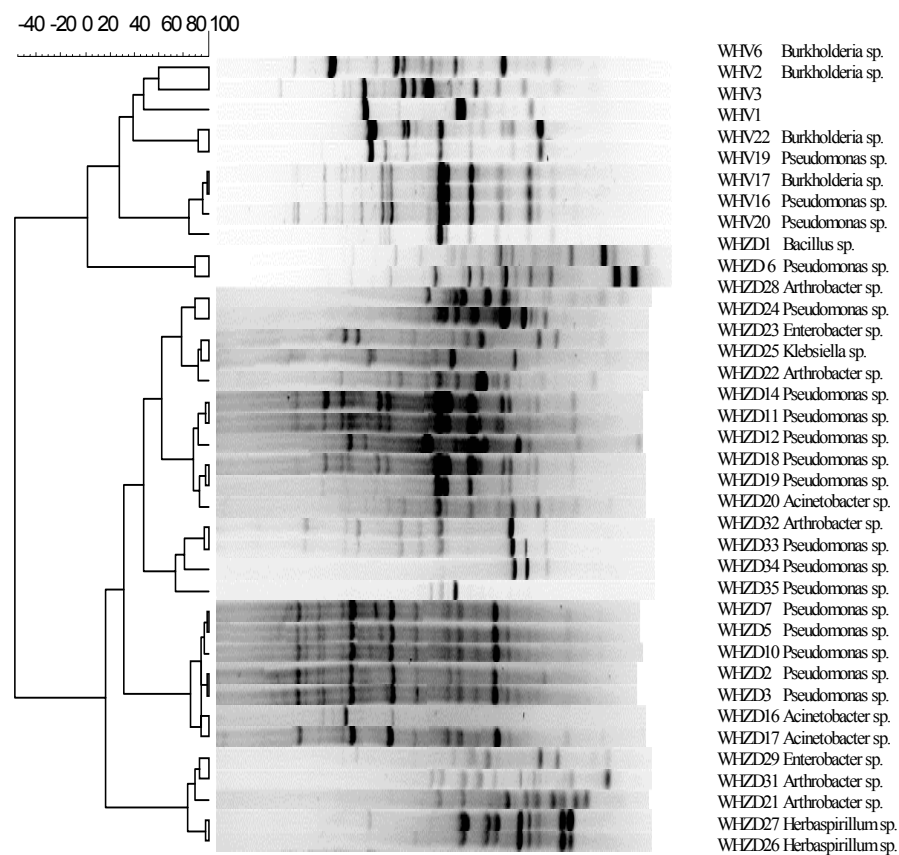 -40 -20 0 20 40 60 80 100
WHV6 Burkholderia sp.
WHV2 Burkholderia sp.
WHV3
WHV1
WHV22 Burkholderia sp.
WHV19 Pseudomonas sp.
WHV17 Burkholderia sp.
WHV16 Pseudomonas sp.
WHV20 Pseudomonas sp.
WHZD1 Bacillus sp.
WHZD 6 Pseudomonas sp.
WHZD28 Arthrobacter sp.
WHZD24 Pseudomonas sp.
WHZD23 Enterobacter sp.
WHZD25 Klebsiella sp.
WHZD22 Arthrobacter sp.
WHZD14 Pseudomonas sp.
WHZD11 Pseudomonas sp.
WHZD12 Pseudomonas sp.
WHZD18 Pseudomonas sp.
WHZD19 Pseudomonas sp.
WHZD20 Acinetobacter sp.
WHZD32 Arthrobacter sp.
WHZD33 Pseudomonas sp.
WHZD34 Pseudomonas sp.
WHZD35 Pseudomonas sp.
WHZD7 Pseudomonas sp.
WHZD5 Pseudomonas sp.
WHZD10 Pseudomonas sp.
WHZD2 Pseudomonas sp.
WHZD3 Pseudomonas sp.
WHZD16 Acinetobacter sp.
WHZD17 Acinetobacter sp.
WHZD29 Enterobacter sp.
WHZD31 Arthrobacter sp.
WHZD21 Arthrobacter sp.
WHZD27 Herbaspirillum sp.
WHZD26 Herbaspirillum sp.